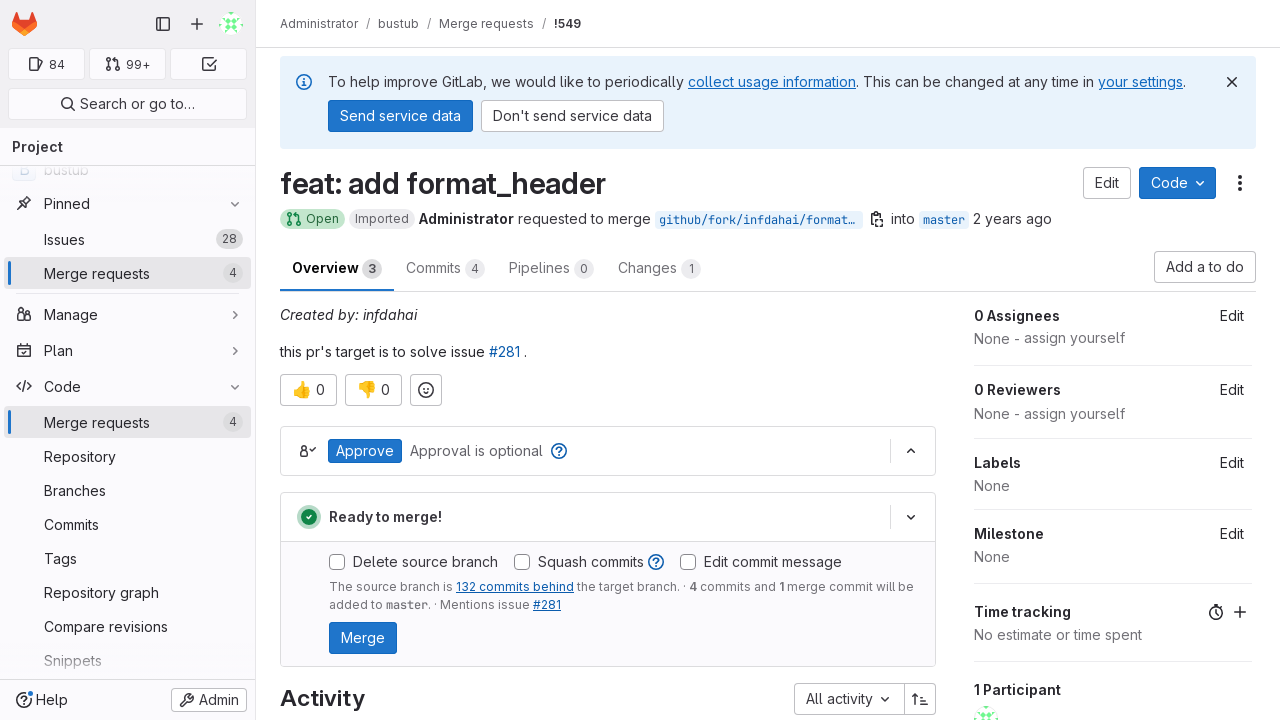 Administrator / bustub / Merge requests / !549
84
99+
Search or go to…
Project
B bustub
Pinned
Issues 28
Merge requests 4
Manage
Plan
Code
Merge requests 4
Repository
Branches
Commits
Tags
Repository graph
Compare revisions
Snippets
Help
Admin
To help improve GitLab, we would like to periodically collect usage information. This can be changed at any time in your settings.
Send service data
Don't send service data
feat: add format_header
Edit
Code
Open Imported Administrator requested to merge github/fork/infdahai/format… into master 2 years ago
Overview 3
Commits 4
Pipelines 0
Changes 1
Add a to do
Created by: infdahai
this pr's target is to solve issue #281 .
👍 0
👎 0
Approve Approval is optional
Ready to merge!
Delete source branch
Squash commits
Edit commit message
The source branch is 132 commits behind the target branch. · 4 commits and 1 merge commit will be
added to master. · Mentions issue #281
Merge
Activity
All activity
0 Assignees Edit
None - assign yourself
0 Reviewers Edit
None - assign yourself
Labels Edit
None
Milestone Edit
None
Time tracking
No estimate or time spent
1 Participant